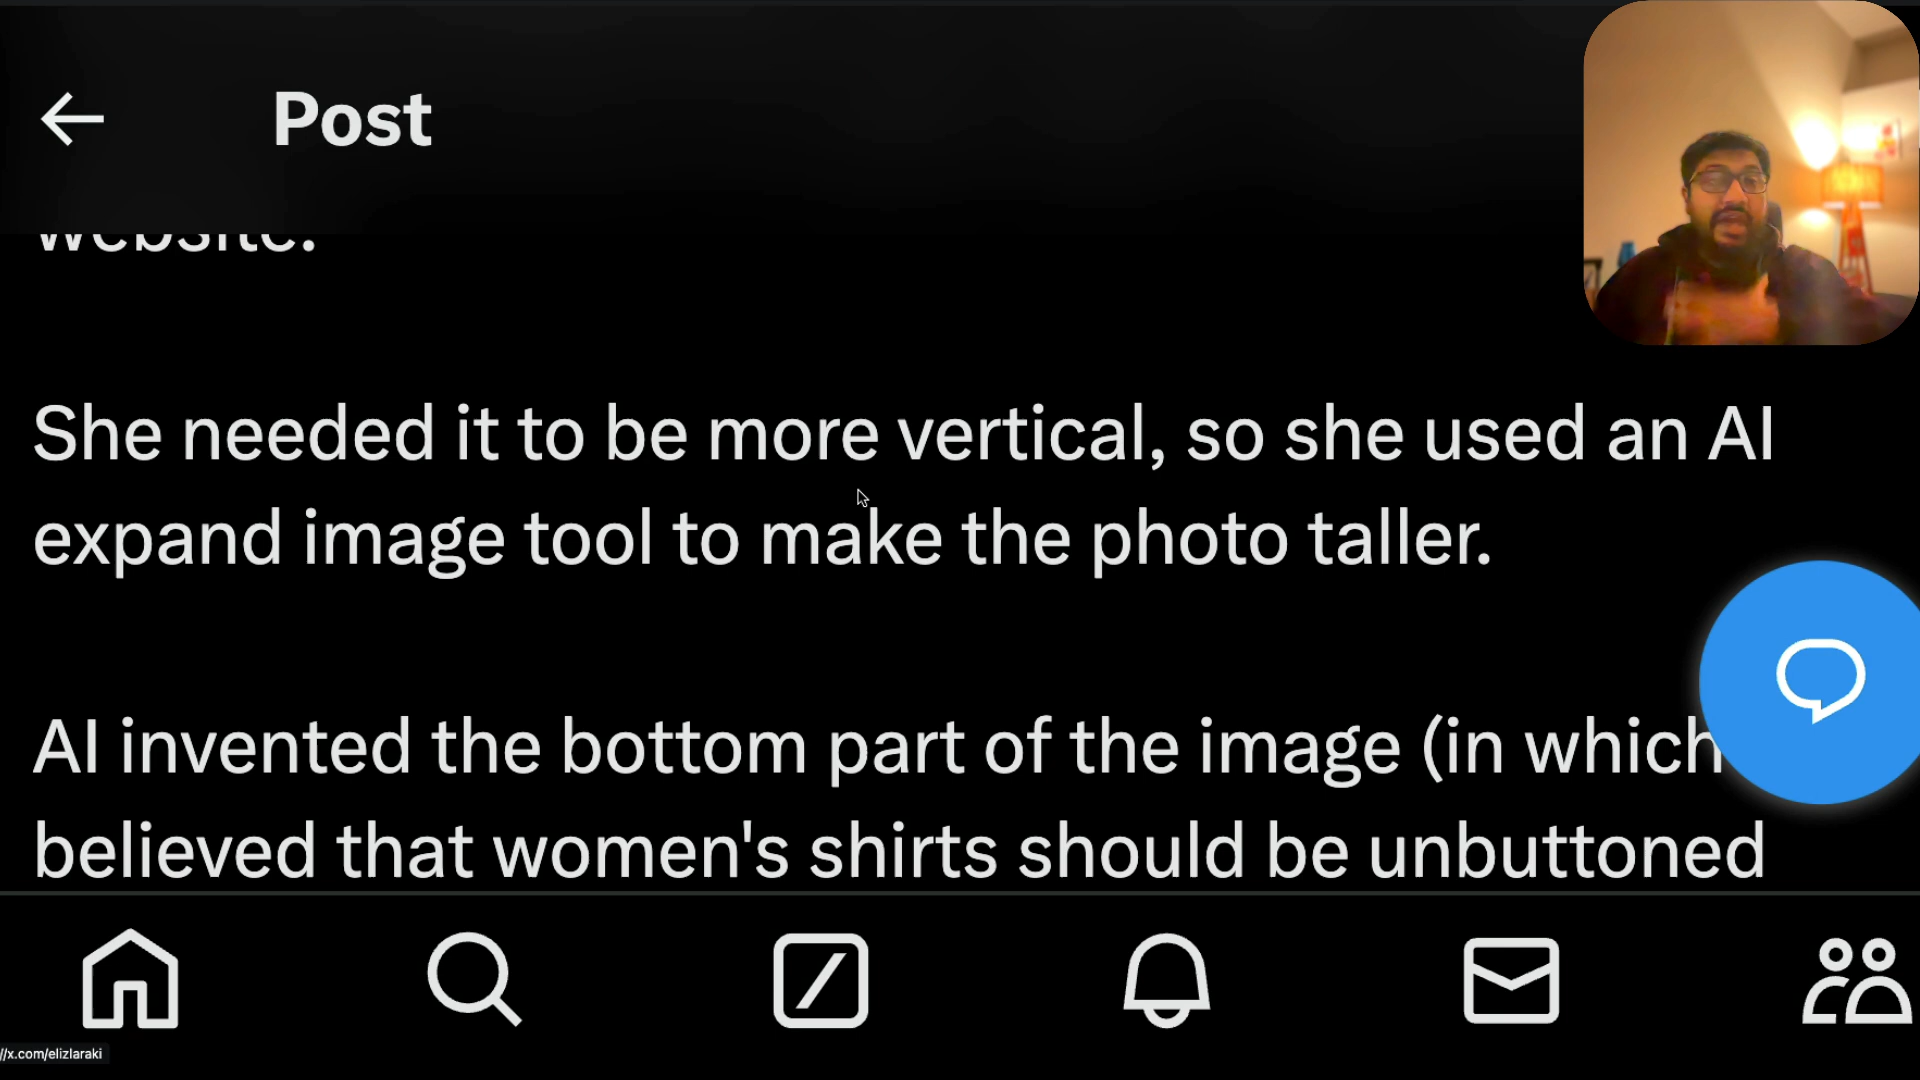 Post
website.
She needed it to be more vertical, so she used an AI
expand image tool to make the photo taller.
AI invented the bottom part of the image (in which
believed that women's shirts should be unbuttoned
//x.com/elizlaraki